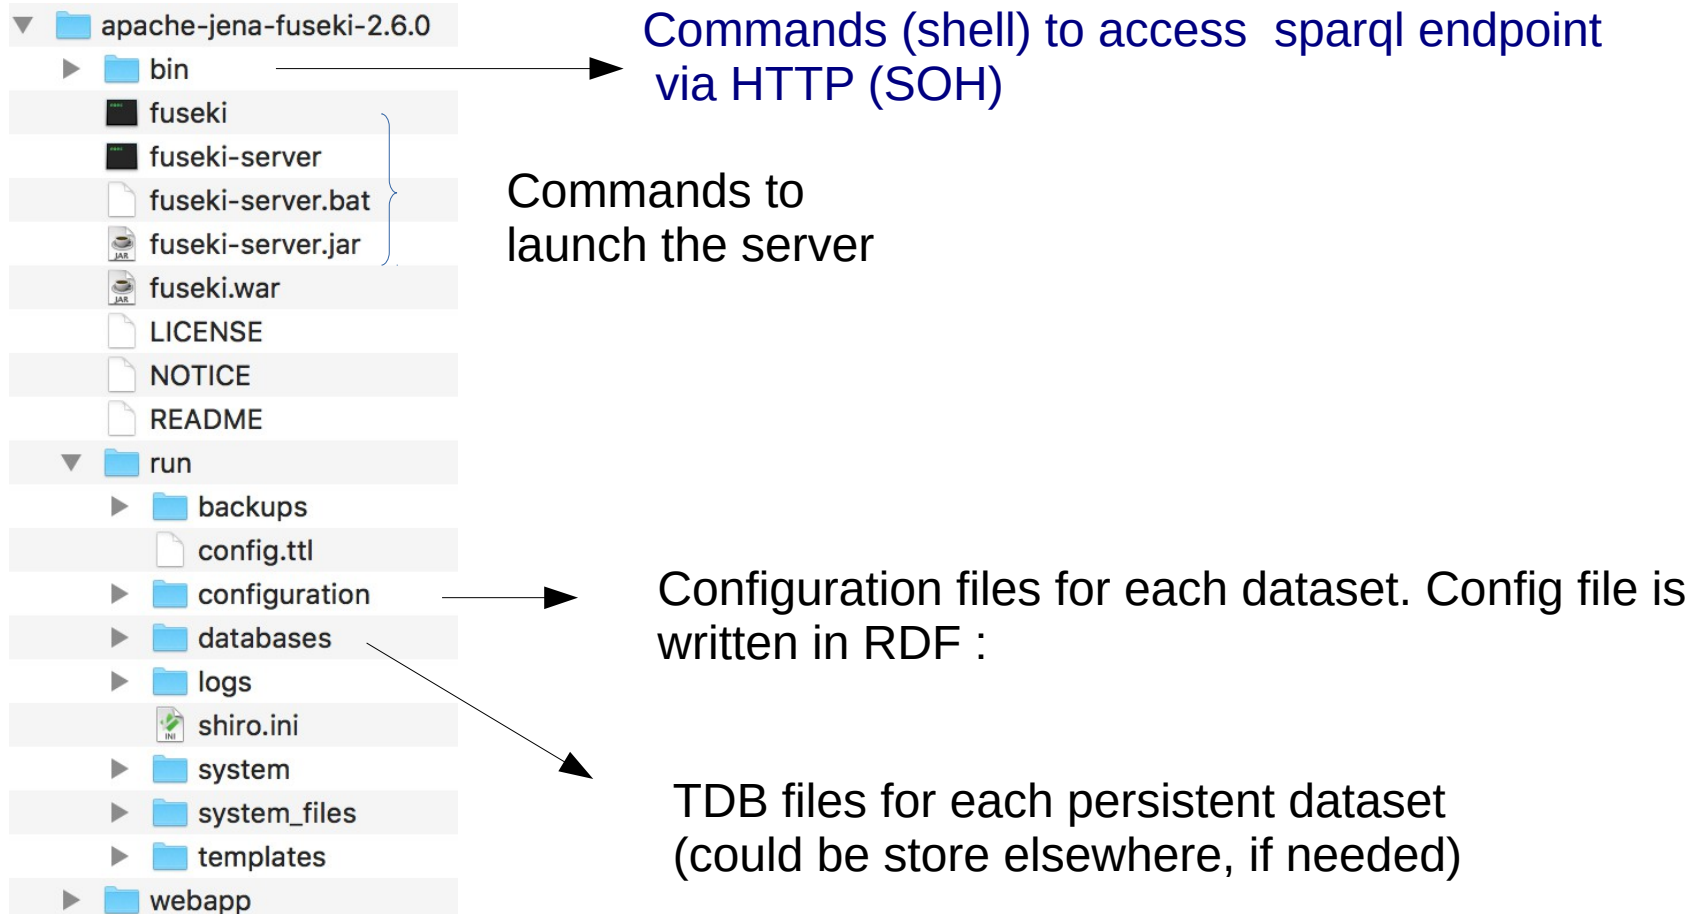 apache-jena-fuseki-2.6.0
bin
fuseki
fuseki-server
fuseki-server.bat
fuseki-server.jar
fuseki.war
LICENSE
NOTICE
README
run
backups
config.ttl
configuration
databases
logs
shiro.ini
system
system_files
templates
webapp
Commands (shell) to access sparql endpoint
via HTTP (SOH)
Commands to
launch the server
Configuration files for each dataset. Config file is
written in RDF :
TDB files for each persistent dataset
(could be store elsewhere, if needed)
JAR
JAR
INI